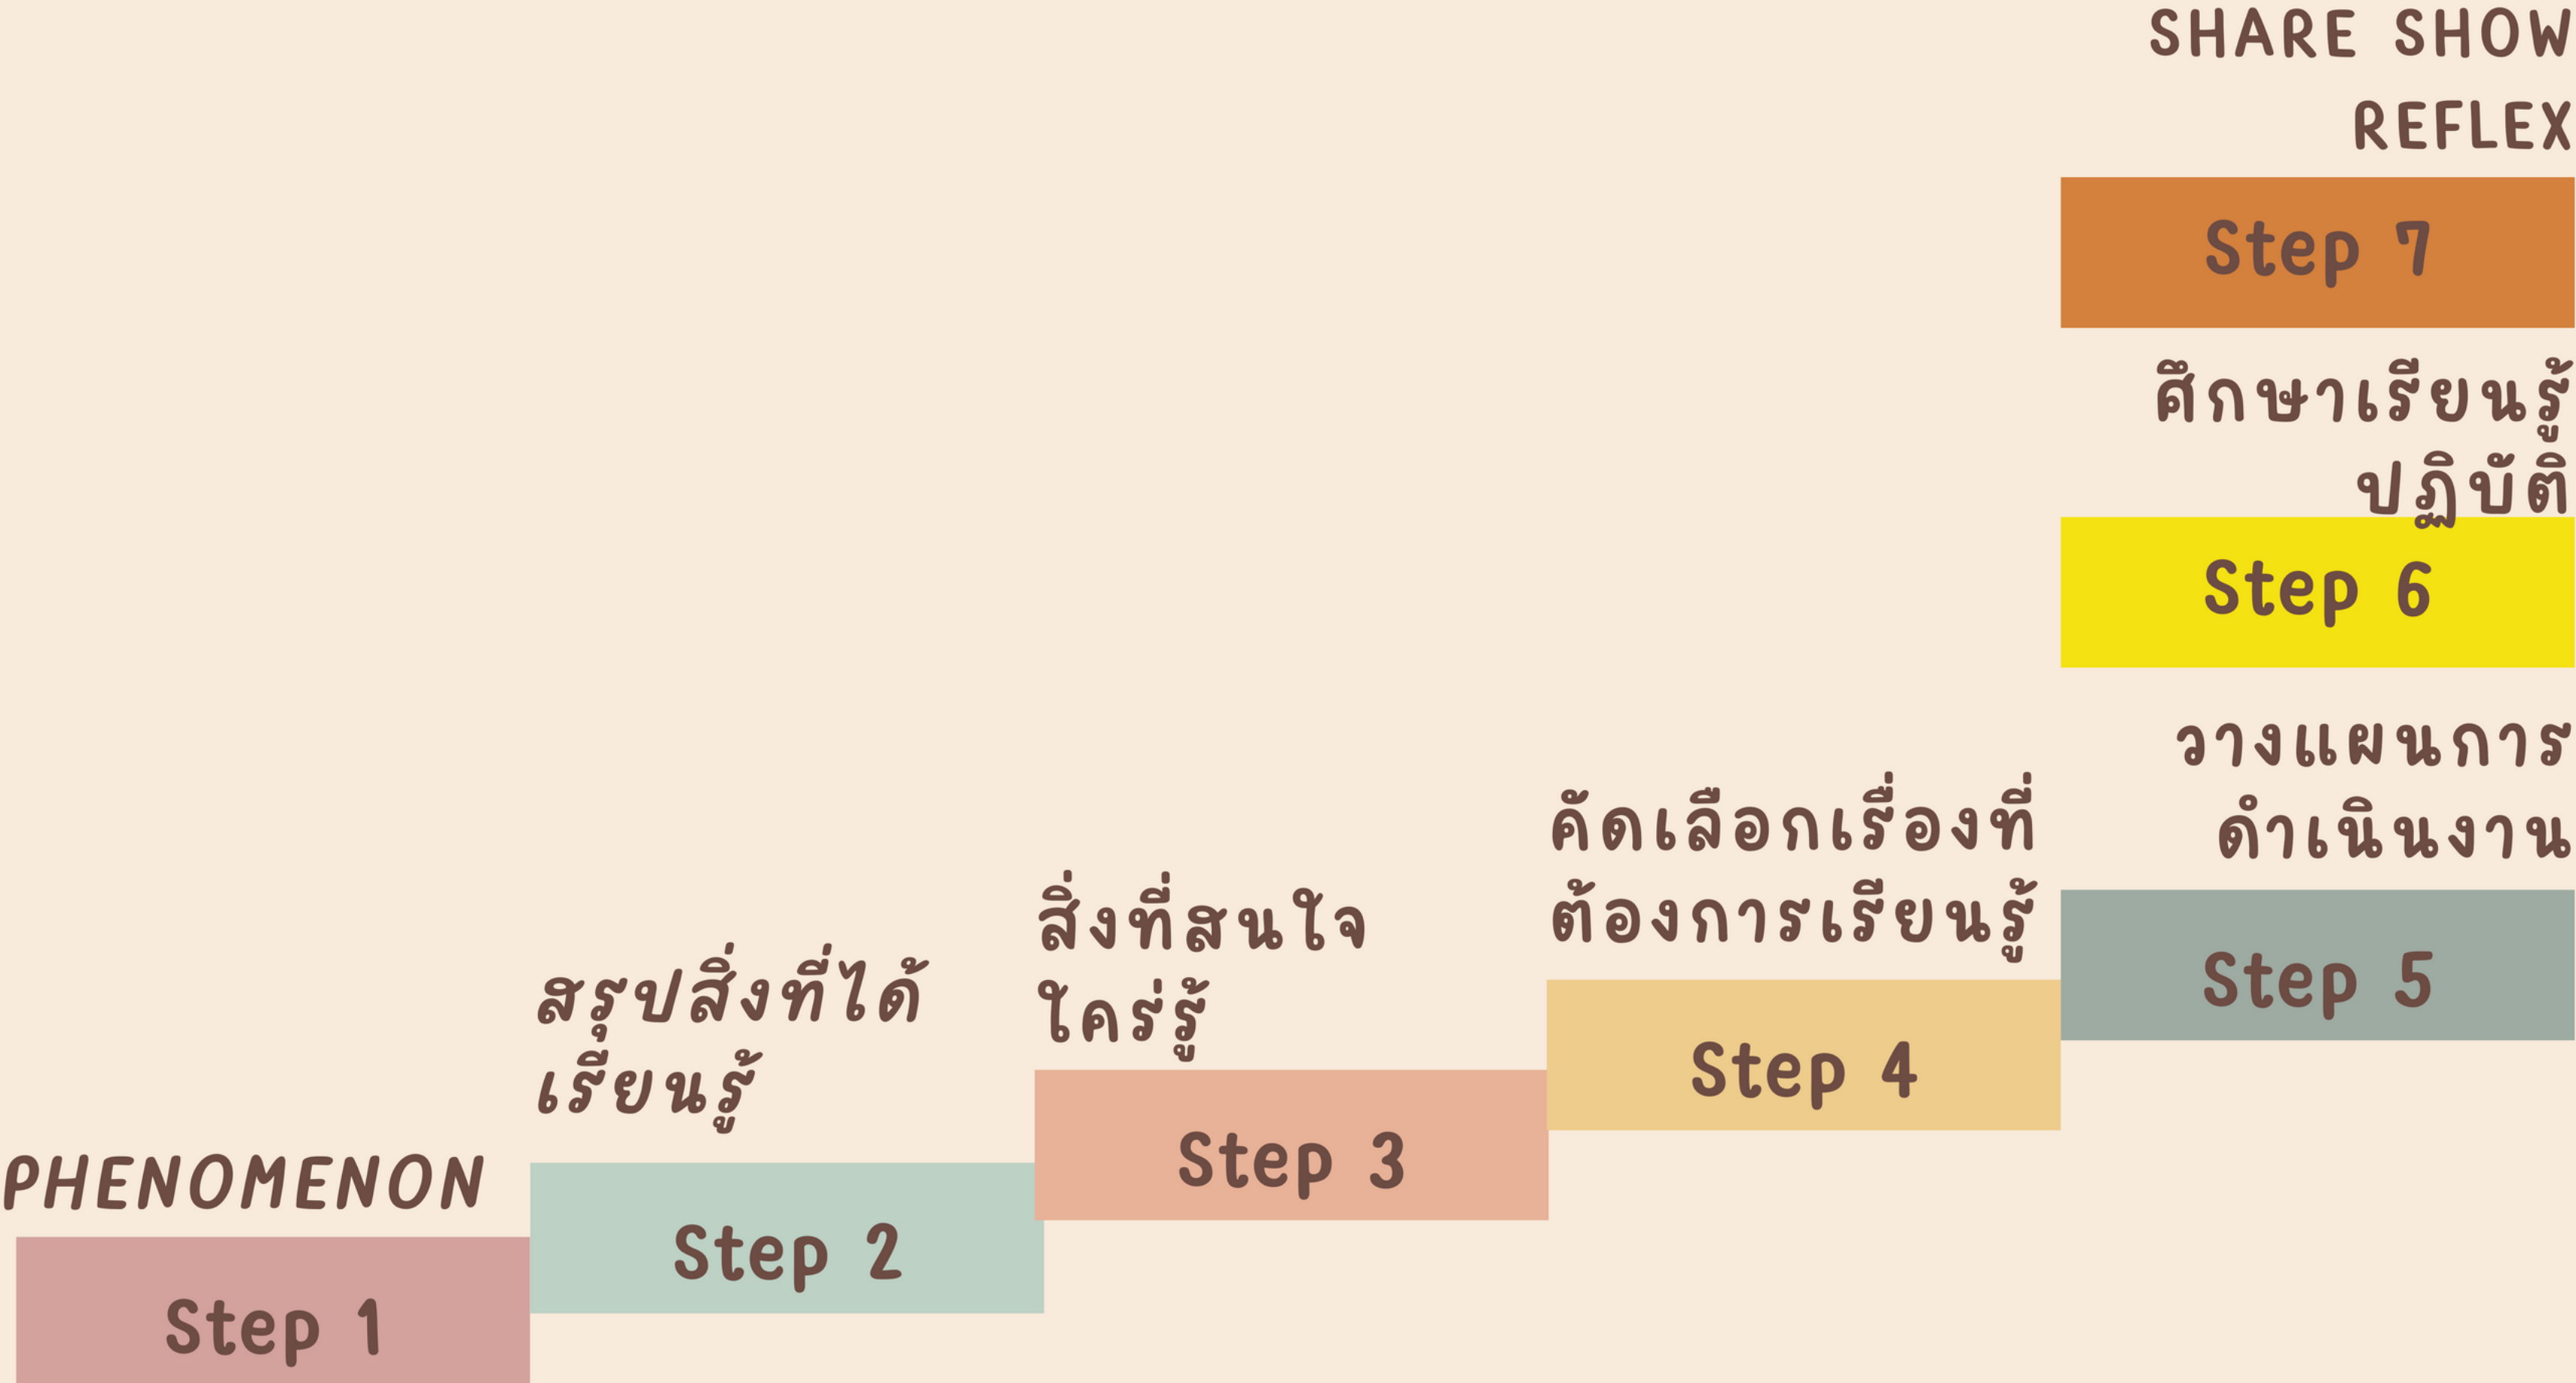 PHENOMENON
Step 1
สรุปสิ่งที่ได้
เรียนรู้
Step 2
สิ่งที่สนใจ
ใคร่รู้
Step 3
คัดเลือกเรื่องที่
ต้องการเรียนรู้
Step 4
วางแผนการ
ดำเนินงาน
Step 5
ศึกษาเรียนรู้
ปฏิบัติ
Step 6
SHARE SHOW
REFLEX
Step 7